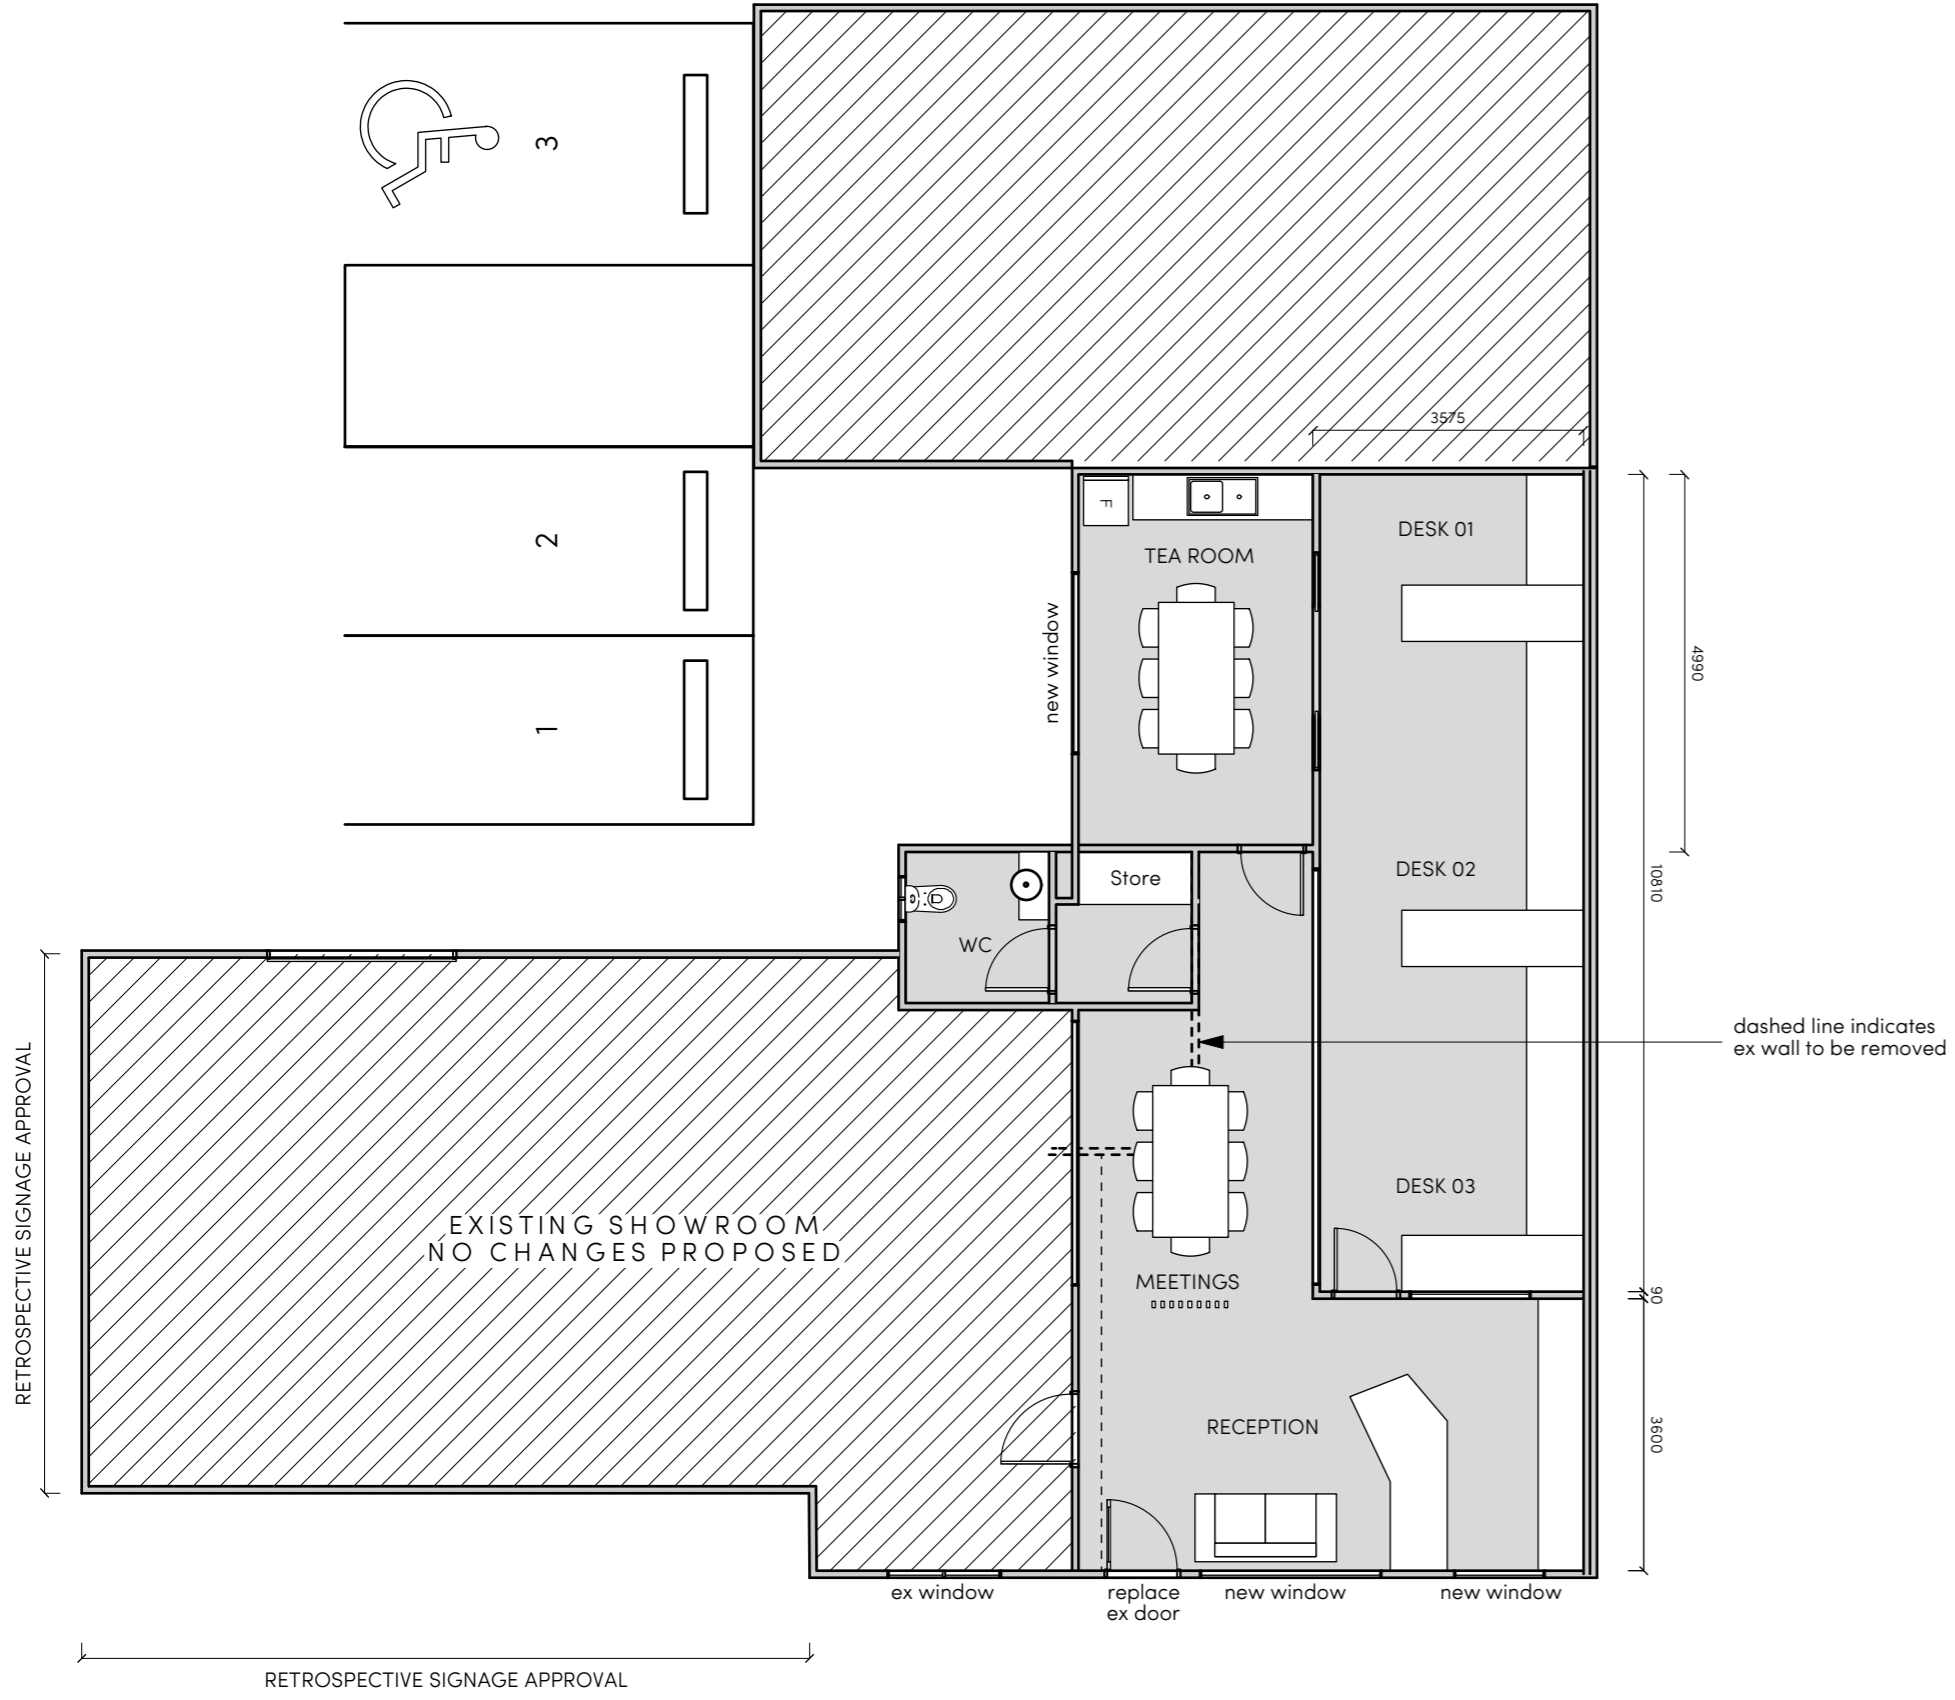 3
3575
F
DESK 01
2
TEA ROOM
new window
4990
1
DESK 02
10810
Store
WC
dashed line indicates
ex wall to be removed
RETROSPECTIVE SIGNAGE APPROVAL
DESK 03
EXISTING SHOWROOM
NO CHANGES PROPOSED
MEETINGS
90
RECEPTION
3600
ex window
replace
ex door
new window
new window
RETROSPECTIVE SIGNAGE APPROVAL